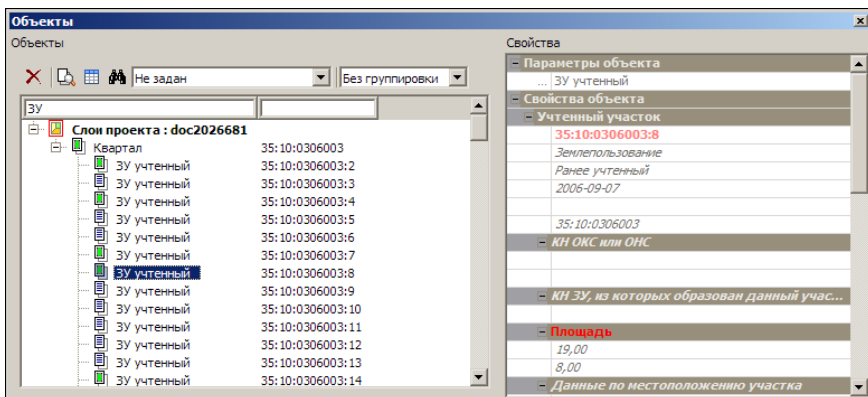 Объекты
Объекты
Не задан
Без группировки
ЗУ
Слои проекта : doc2026681
Квартал 35:10:0306003
ЗУ учтенный 35:10:0306003:2
ЗУ учтенный 35:10:0306003:3
ЗУ учтенный 35:10:0306003:4
ЗУ учтенный 35:10:0306003:5
ЗУ учтенный 35:10:0306003:6
ЗУ учтенный 35:10:0306003:7
ЗУ учтенный 35:10:0306003:8
ЗУ учтенный 35:10:0306003:9
ЗУ учтенный 35:10:0306003:10
ЗУ учтенный 35:10:0306003:11
ЗУ учтенный 35:10:0306003:12
ЗУ учтенный 35:10:0306003:13
ЗУ учтенный 35:10:0306003:14
Свойства
Параметры объекта
... ЗУ учтенный
Свойства объекта
Учтенный участок
35:10:0306003:8
Землепользование
Ранее учтенный
2006-09-07
35:10:0306003
КН ОКС или ОНС
КН ЗУ, из которых образован данный учас...
Площадь
19,00
8,00
Данные по местоположению участка